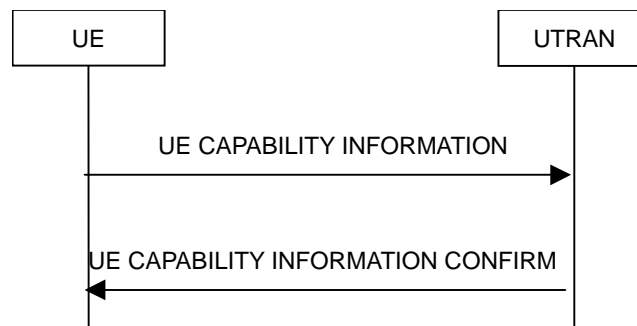 UE
UTRAN
UE CAPABILITY INFORMATION
UE CAPABILITY INFORMATION CONFIRM